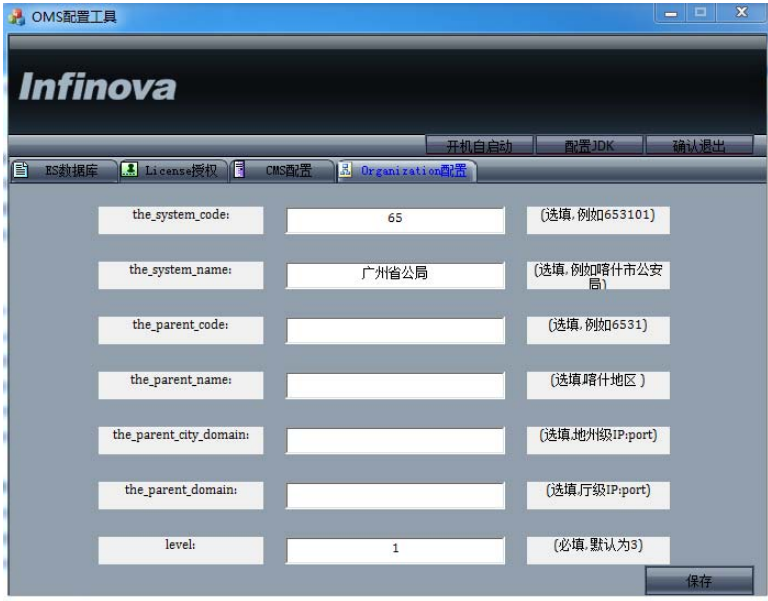 OMS配置工具
Infinova
开机自启动 配置JDK 确认退出
ES数据库 License授权 CMS配置 Organization配置
the_system_code: 65 (选填,例如653101)
the_system_name: 广州省公局 (选填,例如喀什市公安
局)
the_parent_code: (选填,例如6531)
the_parent_name: (选填喀什地区 )
the_parent_city_domain: (选填,地州级IP:port)
the_parent_domain: (选填厅级IP:port)
level: 1 (必填,默认为3)
保存